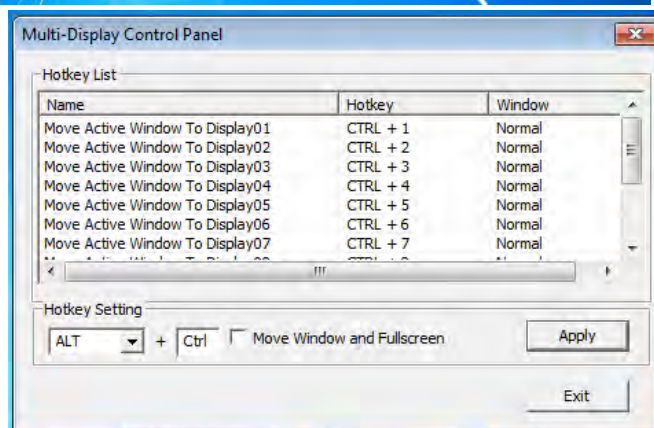 Multi-Display Control Panel
Hotkey List
Name Hotkey Window
Move Active Window To Display01 CTRL + 1 Normal
Move Active Window To Display02 CTRL + 2 Normal
Move Active Window To Display03 CTRL + 3 Normal
Move Active Window To Display04 CTRL + 4 Normal
Move Active Window To Display05 CTRL + 5 Normal
Move Active Window To Display06 CTRL + 6 Normal
Move Active Window To Display07 CTRL + 7 Normal
Hotkey Setting
ALT + Ctrl Move Window and Fullscreen Apply
Exit